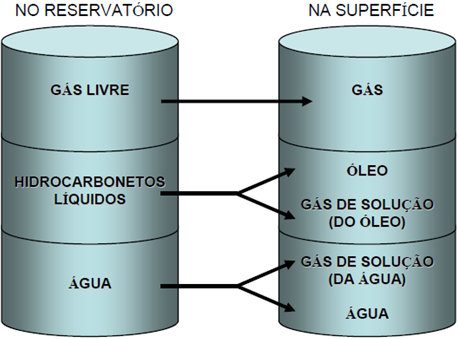 NO RESERVATÓRIO
NA SUPERFÍCIE
GÁS LIVRE
GÁS
HIDROCARBONETOS
LÍQUIDOS
ÓLEO
GÁS DE SOLUÇÃO
(DO ÓLEO)
ÁGUA
GÁS DE SOLUÇÃO
(DA ÁGUA)
ÁGUA